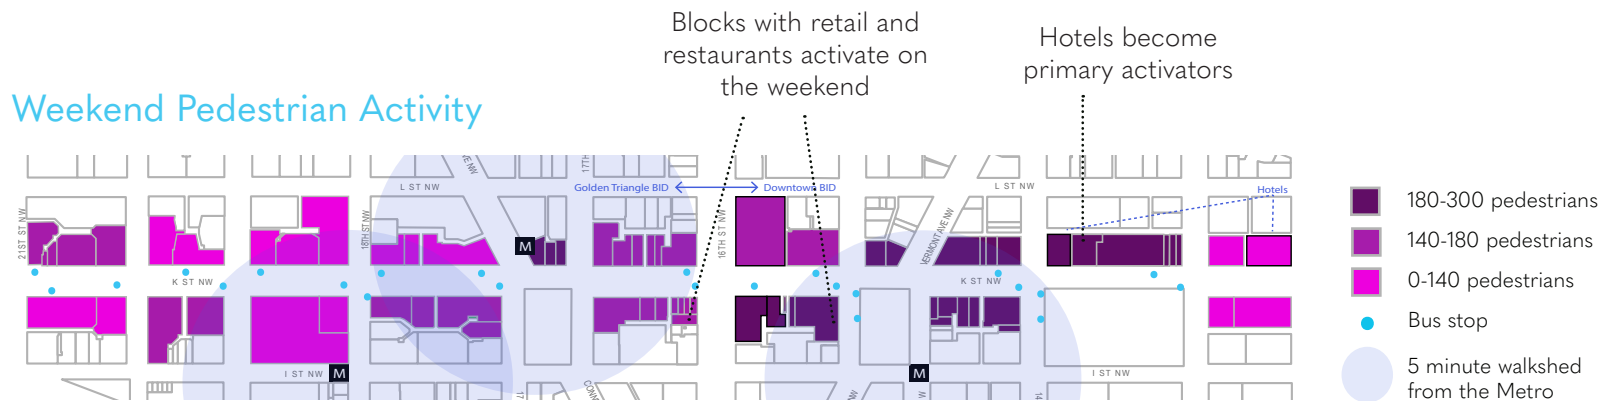 Blocks with retail and
restaurants activate on
the weekend
Hotels become
primary activators
Weekend Pedestrian Activity
17TH
L ST NW
Golden Triangle BID
Downtown BID
L ST NW
Hotels
21ST ST NW
18TH ST NW
M
16TH ST NW
VERMONT AVE NW
K ST NW
K ST NW
I ST NW
M
M
I ST NW
180-300 pedestrians
140-180 pedestrians
0-140 pedestrians
Bus stop
5 minute walkshed
from the Metro